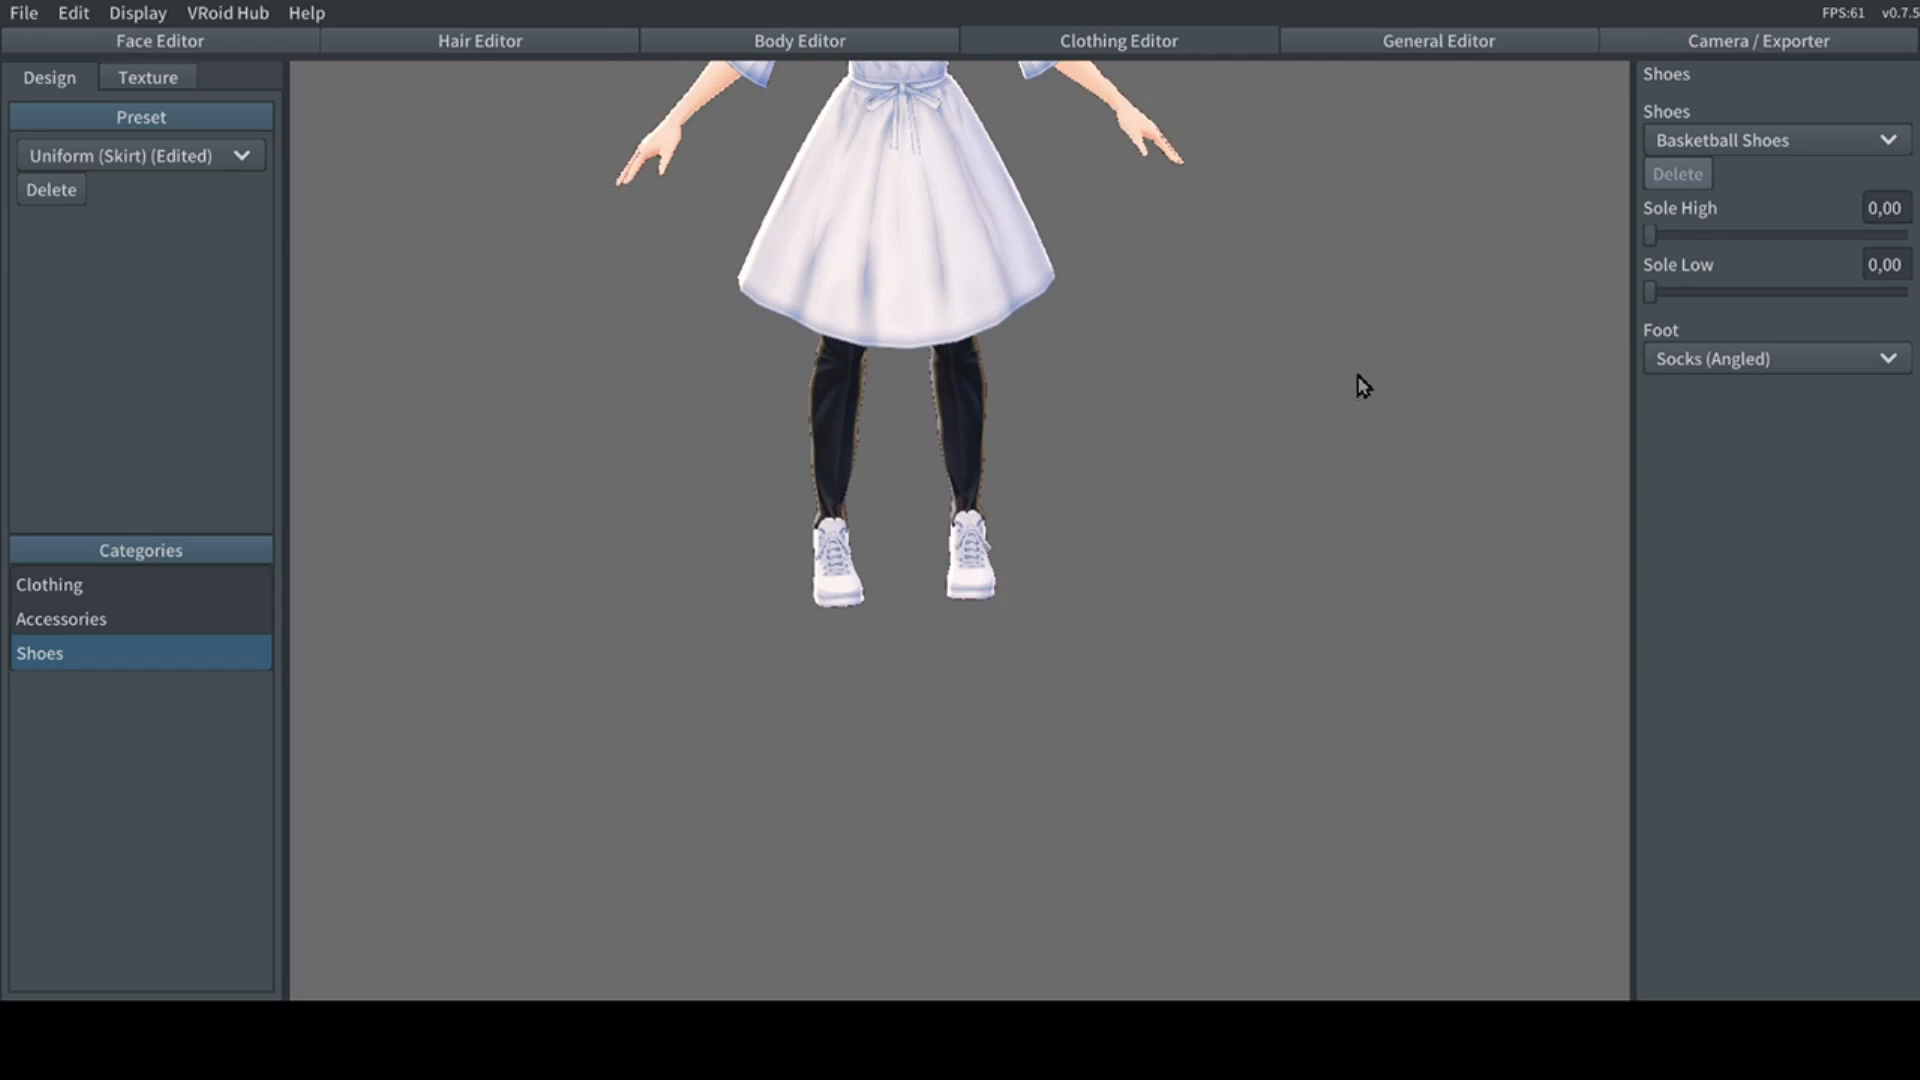 File Edit Display VRoid Hub Help
FPS:61 v0.7.5
Face Editor Hair Editor Body Editor Clothing Editor General Editor Camera / Exporter
Design Texture
Preset
Uniform (Skirt) (Edited)
Delete
Categories
Clothing
Accessories
Shoes
Shoes
Shoes
Basketball Shoes
Delete
Sole High 0,00
Sole Low 0,00
Foot
Socks (Angled)